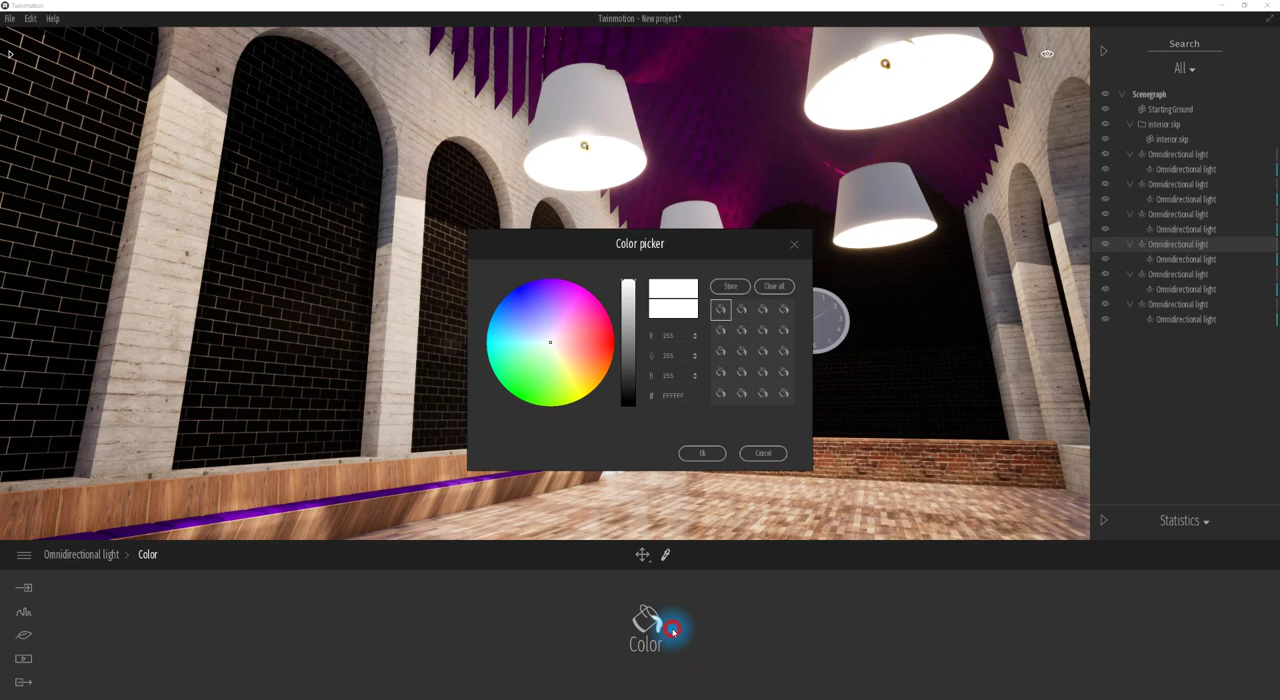 Twinmotion
File Edit Help
Twinmotion - New project*
Search
All
Scenegraph
Starting Ground
interior.skp
interior.skp
Omnidirectional light
Omnidirectional light
Omnidirectional light
Omnidirectional light
Omnidirectional light
Omnidirectional light
Omnidirectional light
Omnidirectional light
Omnidirectional light
Omnidirectional light
Omnidirectional light
Omnidirectional light
Statistics
Color picker
Store Clear all
R 255
G 255
B 255
# FFFFFF
Ok Cancel
Omnidirectional light > Color
Color